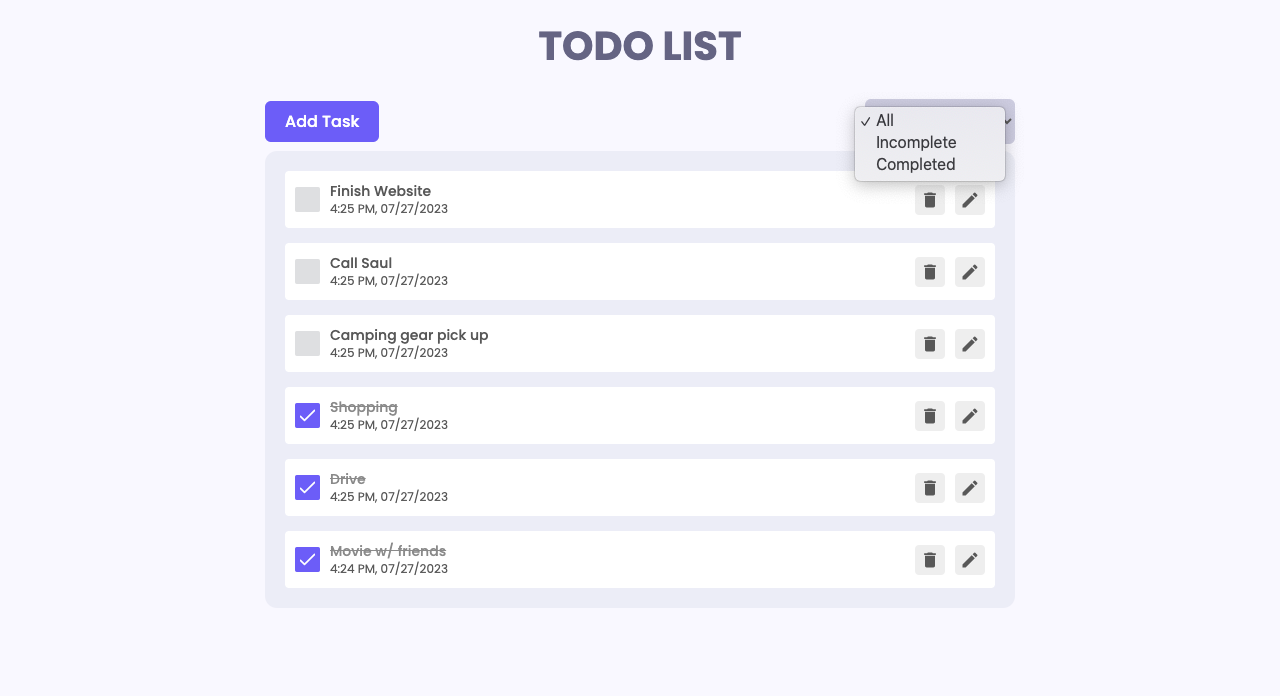 TODO LIST
Add Task
All
Incomplete
Completed
Finish Website
4:25 PM, 07/27/2023
Call Saul
4:25 PM, 07/27/2023
Camping gear pick up
4:25 PM, 07/27/2023
Shopping
4:25 PM, 07/27/2023
Drive
4:25 PM, 07/27/2023
Movie w/ friends
4:24 PM, 07/27/2023